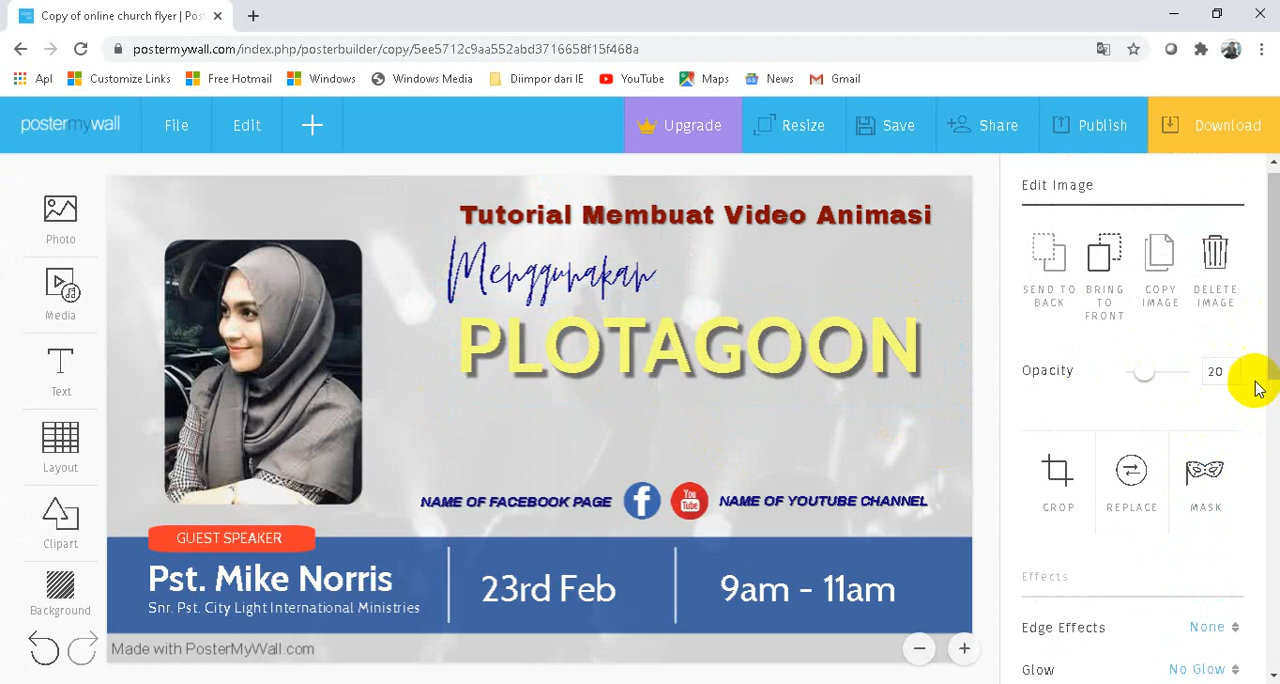 Copy of online church flyer | Pos
postermywall.com/index.php/posterbuilder/copy/5ee5712c9aa552abd3716658f15f468a
Apl Customize Links Free Hotmail Windows Windows Media Diimpor dari IE YouTube Maps News Gmail
postermywall File Edit Upgrade Resize Save Share Publish Download
Photo
Media
Text
Layout
Clipart
Background
Tutorial Membuat Video Animasi
Menggunakan
PLOTAGOON
NAME OF FACEBOOK PAGE
You
Tube
NAME OF YOUTUBE CHANNEL
GUEST SPEAKER
Pst. Mike Norris
Snr. Pst. City Light International Ministries
23rd Feb
9am - 11am
Made with PosterMyWall.com
Edit Image
SEND TO BACK
BRING TO FRONT
COPY IMAGE
DELETE IMAGE
Opacity 20
CROP REPLACE MASK
Effects
Edge Effects None
Glow No Glow